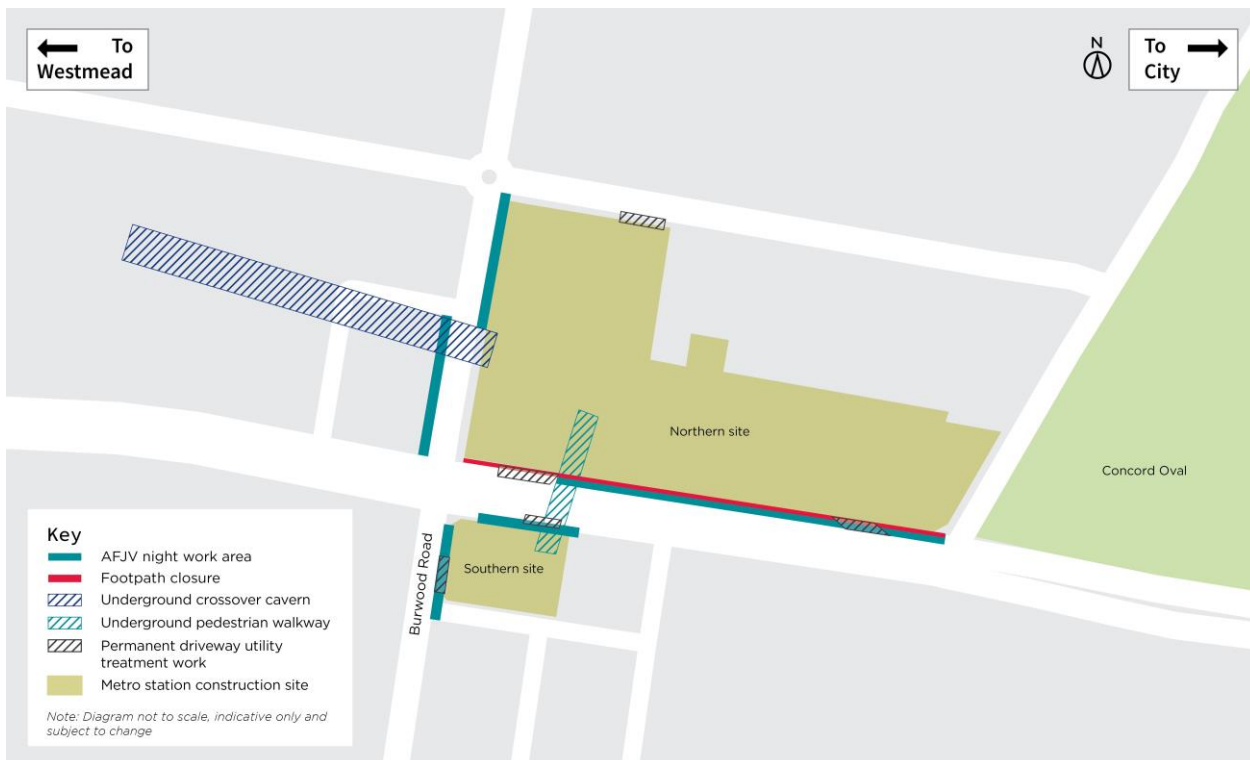 To
Westmead
N
To
City
Northern site
Concord Oval
Southern site
Burwood Road
Key
AFJV night work area
Footpath closure
Underground crossover cavern
Underground pedestrian walkway
Permanent driveway utility
treatment work
Metro station construction site
Note: Diagram not to scale, indicative only and
subject to change